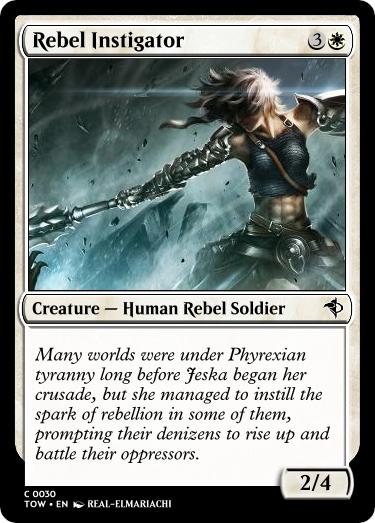 Rebel Instigator 3
Creature — Human Rebel Soldier
Many worlds were under Phyrexian
tyranny long before Jeska began her
crusade, but she managed to instill the
spark of rebellion in some of them,
prompting their denizens to rise up and
battle their oppressors.
2/4
C 0030
TOW • EN REAL-ELMARIACHI